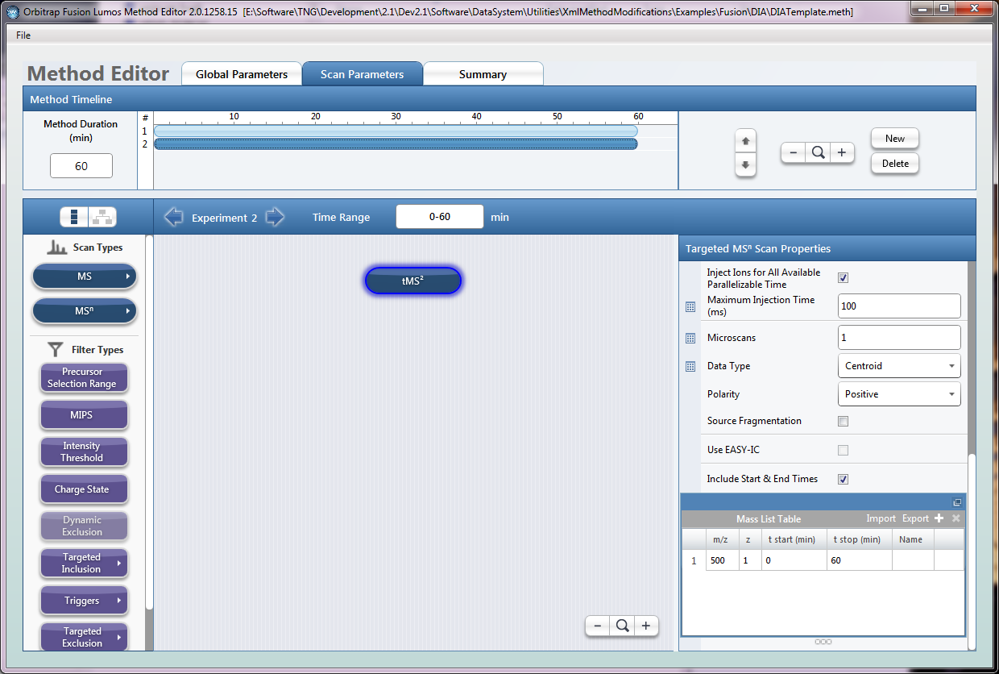 Orbitrap Fusion Lumos Method Editor 2.0.1258.15 [E:\Software\TNG\Development\2.1\Dev2.1\Software\DataSystem\Utilities\XmlMethodModifications\Examples\Fusion\DIA\DIATemplate.meth]
File
Method Editor
Global Parameters
Scan Parameters
Summary
Method Timeline
Method Duration
(min)
60
#
10 20 30 40 50 60
1
2
New
Delete
Experiment 2
Time Range
0-60
min
Scan Types
MS
MSⁿ
Filter Types
Precursor
Selection Range
MIPS
Intensity
Threshold
Charge State
Dynamic
Exclusion
Targeted
Inclusion
Triggers
Targeted
Exclusion
tMS²
Targeted MSⁿ Scan Properties
Inject Ions for All Available
Parallelizable Time
Maximum Injection Time
(ms)
100
Microscans
1
Data Type
Centroid
Polarity
Positive
Source Fragmentation
Use EASY-IC
Include Start & End Times
Mass List Table
Import
Export
m/z z t start (min) t stop (min) Name
1 500 1 0 60